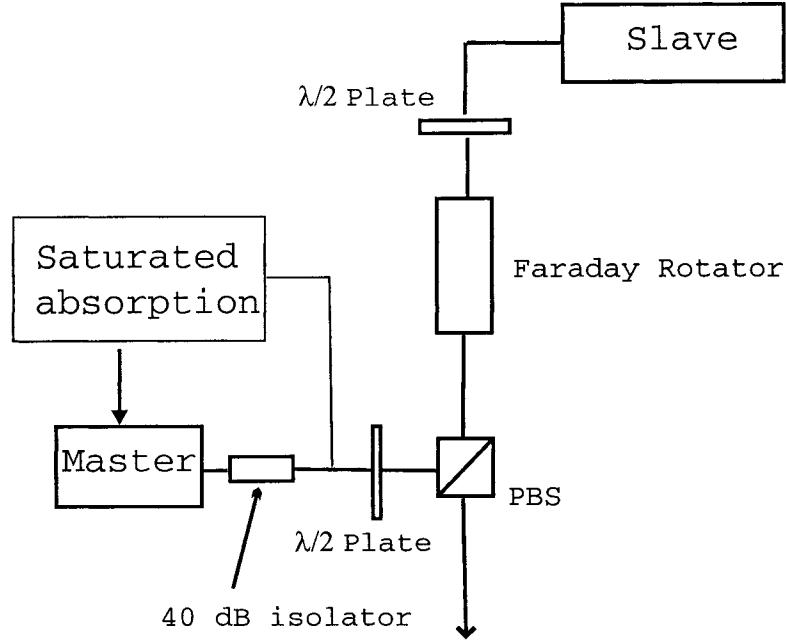 Slave
λ/2 Plate
Saturated
absorption
Faraday Rotator
Master
PBS
λ/2 Plate
40 dB isolator